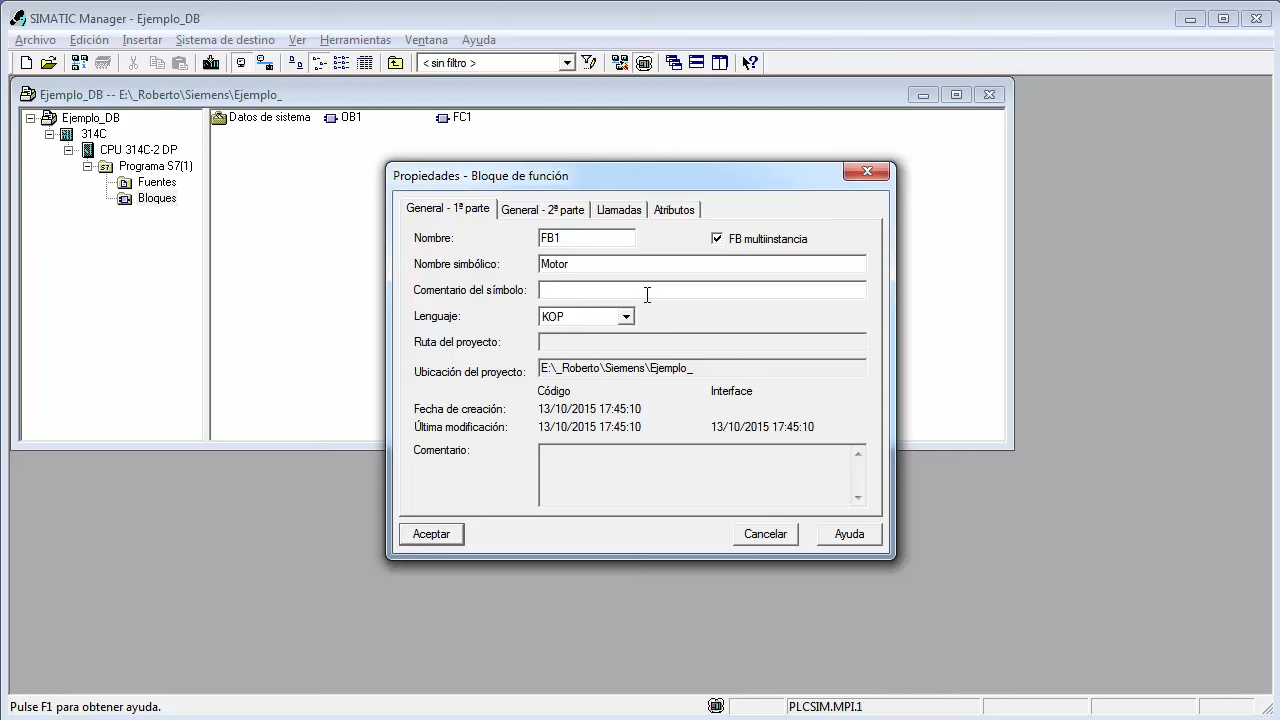 SIMATIC Manager - Ejemplo_DB
Archivo Edición Insertar Sistema de destino Ver Herramientas Ventana Ayuda
< sin filtro >
Ejemplo_DB -- E:\_Roberto\Siemens\Ejemplo_
Ejemplo_DB
314C
CPU 314C-2 DP
Programa S7(1)
Fuentes
Bloques
Datos de sistema OB1 FC1
Propiedades - Bloque de función
General - 1ª parte General - 2ª parte Llamadas Atributos
Nombre: FB1 FB multiinstancia
Nombre simbólico: Motor
Comentario del símbolo:
Lenguaje: KOP
Ruta del proyecto:
Ubicación del proyecto: E:\_Roberto\Siemens\Ejemplo_
Código Interface
Fecha de creación: 13/10/2015 17:45:10
Última modificación: 13/10/2015 17:45:10 13/10/2015 17:45:10
Comentario:
Aceptar Cancelar Ayuda
Pulse F1 para obtener ayuda. PLCSIM.MPI.1